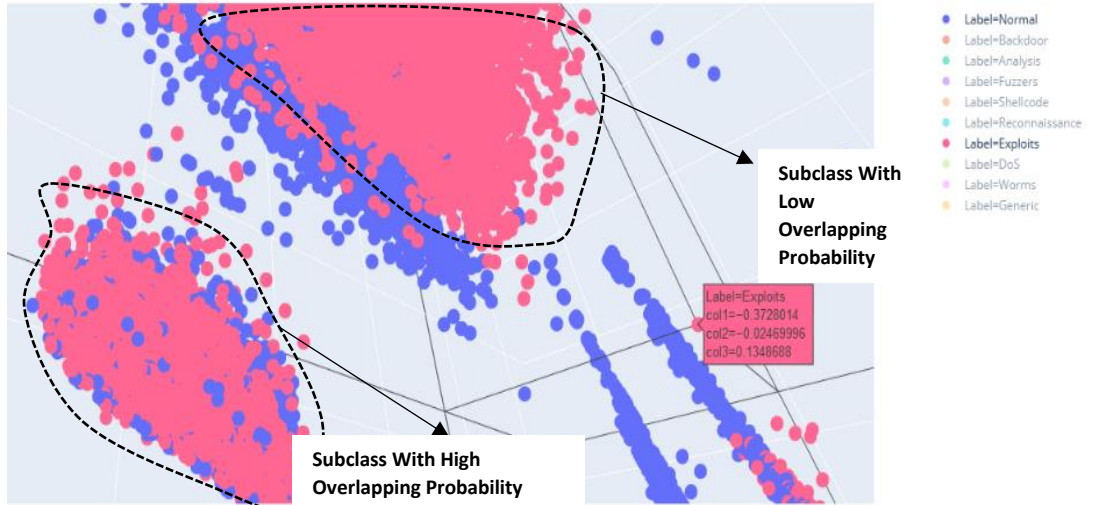 Label=Normal
Label=Backdoor
Label=Analysis
Label=Fuzzers
Label=Shellcode
Label=Reconnaissance
Label=Exploits
Label=DoS
Label=Worms
Label=Generic
Subclass With
Low
Overlapping
Probability
Label=Exploits
col1=−0.3728014
col2=−0.02469996
col3=0.1348688
Subclass With High
Overlapping Probability